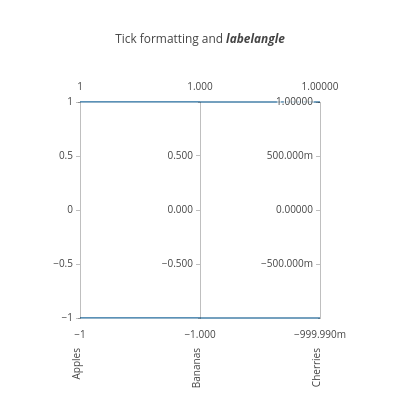 Tick formatting and labelangle
1 1.000 1.00000
1 1.00000
0.5 0.500 500.000m
0 0.000 0.00000
−0.5 −0.500 −500.000m
−1
−1 −1.000 −999.990m
Apples Bananas Cherries